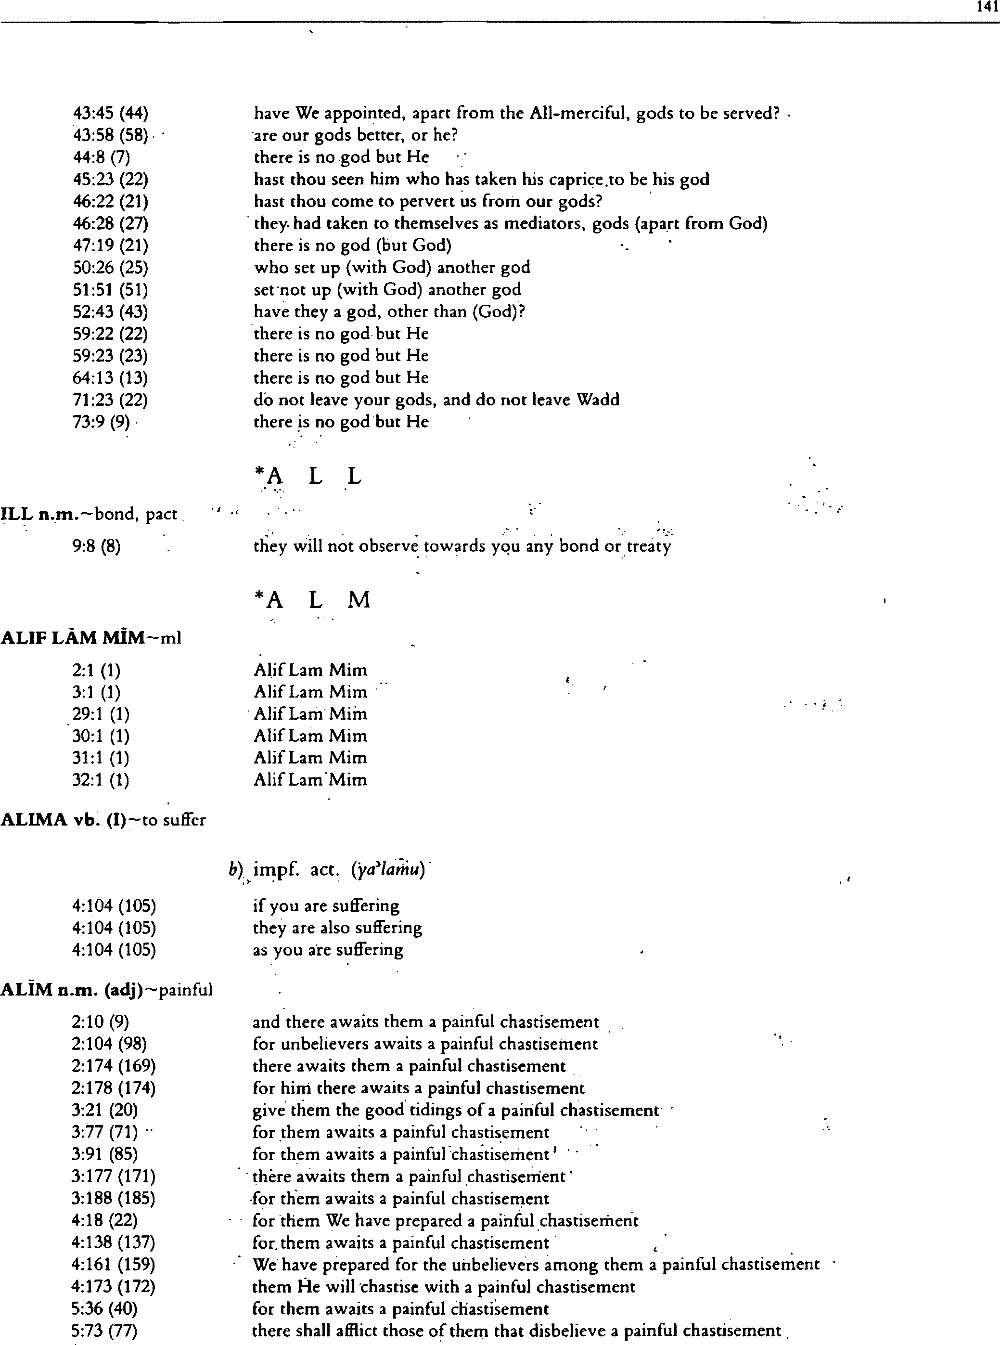 141
43:45 (44) have We appointed, apart from the All-merciful, gods to be served?
43:58 (58) are our gods better, or he?
44:8 (7) there is no god but He
45:23 (22) hast thou seen him who has taken his caprice to be his god
46:22 (21) hast thou come to pervert us from our gods?
46:28 (27) they had taken to themselves as mediators, gods (apart from God)
47:19 (21) there is no god (but God)
50:26 (25) who set up (with God) another god
51:51 (51) set not up (with God) another god
52:43 (43) have they a god, other than (God)?
59:22 (22) there is no god but He
59:23 (23) there is no god but He
64:13 (13) there is no god but He
71:23 (22) do not leave your gods, and do not leave Wadd
73:9 (9) there is no god but He
*A L L
ILL n.m.~bond, pact
9:8 (8) they will not observe towards you any bond or treaty
*A L M
ALIF LĀM MĪM~ml
2:1 (1) Alif Lam Mim
3:1 (1) Alif Lam Mim
29:1 (1) Alif Lam Mim
30:1 (1) Alif Lam Mim
31:1 (1) Alif Lam Mim
32:1 (1) Alif Lam Mim
ALIMA vb. (I)~to suffer
b) impf. act. (ya’lamu)
4:104 (105) if you are suffering
4:104 (105) they are also suffering
4:104 (105) as you are suffering
ALĪM n.m. (adj)~painful
2:10 (9) and there awaits them a painful chastisement
2:104 (98) for unbelievers awaits a painful chastisement
2:174 (169) there awaits them a painful chastisement
2:178 (174) for him there awaits a painful chastisement
3:21 (20) give them the good tidings of a painful chastisement
3:77 (71) for them awaits a painful chastisement
3:91 (85) for them awaits a painful chastisement
3:177 (171) there awaits them a painful chastisement
3:188 (185) for them awaits a painful chastisement
4:18 (22) for them We have prepared a painful chastisement
4:138 (137) for them awaits a painful chastisement
4:161 (159) We have prepared for the unbelievers among them a painful chastisement
4:173 (172) them He will chastise with a painful chastisement
5:36 (40) for them awaits a painful chastisement
5:73 (77) there shall afflict those of them that disbelieve a painful chastisement